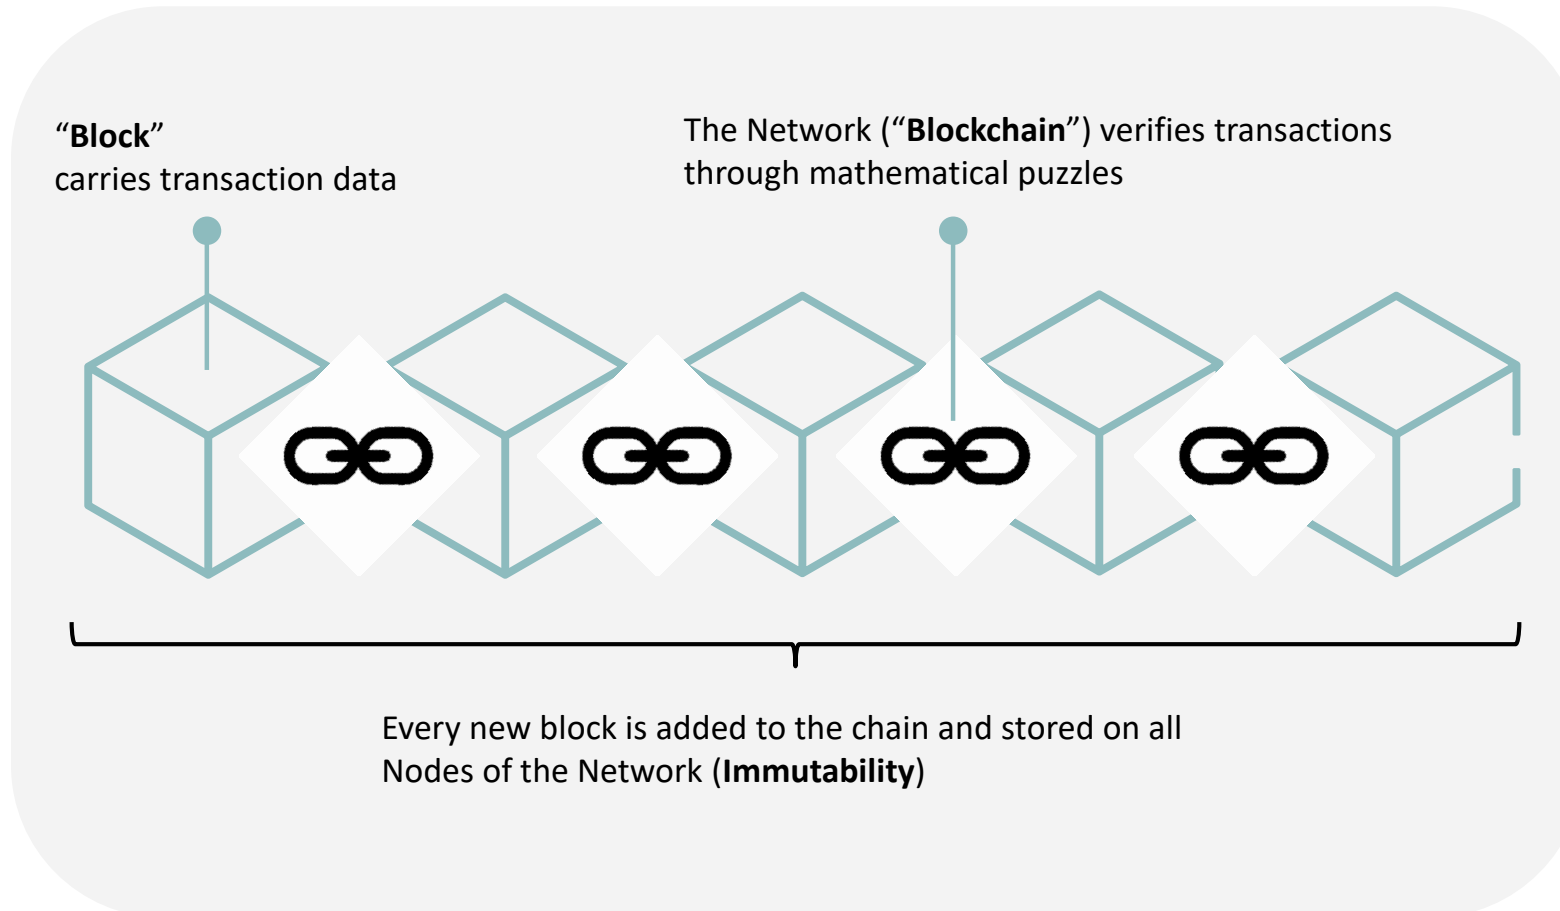 “Block”
carries transaction data
The Network (“Blockchain”) verifies transactions
through mathematical puzzles
Every new block is added to the chain and stored on all
Nodes of the Network (Immutability)